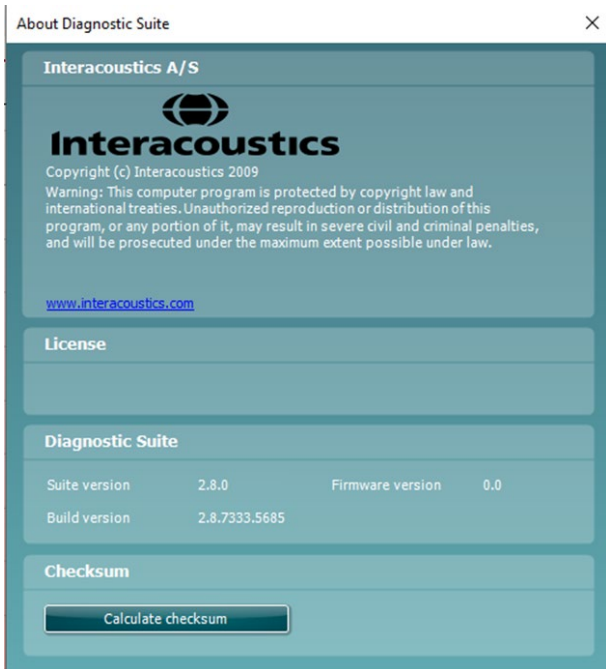 About Diagnostic Suite
Interacoustics A/S
Interacoustics
Copyright (c) Interacoustics 2009
Warning: This computer program is protected by copyright law and
international treaties. Unauthorized reproduction or distribution of this
program, or any portion of it, may result in severe civil and criminal penalties,
and will be prosecuted under the maximum extent possible under law.
www.interacoustics.com
License
Diagnostic Suite
Suite version 2.8.0 Firmware version 0.0
Build version 2.8.7333.5685
Checksum
Calculate checksum